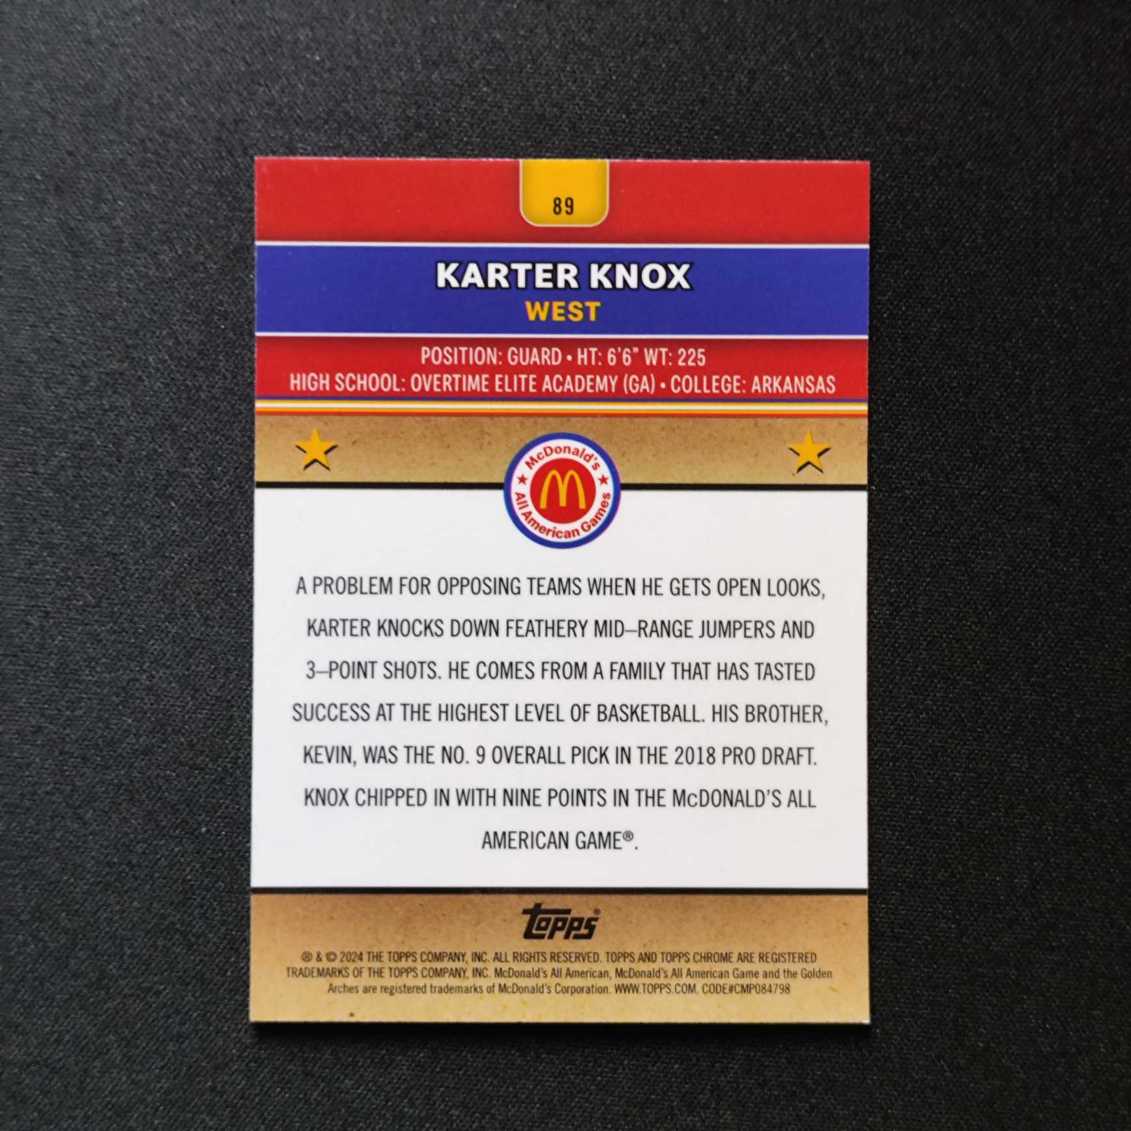 89
KARTER KNOX
WEST
POSITION: GUARD • HT: 6'6" WT: 225
HIGH SCHOOL: OVERTIME ELITE ACADEMY (GA) • COLLEGE: ARKANSAS
McDonald's
All American Games
A PROBLEM FOR OPPOSING TEAMS WHEN HE GETS OPEN LOOKS,
KARTER KNOCKS DOWN FEATHERY MID–RANGE JUMPERS AND
3–POINT SHOTS. HE COMES FROM A FAMILY THAT HAS TASTED
SUCCESS AT THE HIGHEST LEVEL OF BASKETBALL. HIS BROTHER,
KEVIN, WAS THE NO. 9 OVERALL PICK IN THE 2018 PRO DRAFT.
KNOX CHIPPED IN WITH NINE POINTS IN THE McDONALD'S ALL
AMERICAN GAME®.
topps®
® & © 2024 THE TOPPS COMPANY, INC. ALL RIGHTS RESERVED. TOPPS AND TOPPS CHROME ARE REGISTERED
TRADEMARKS OF THE TOPPS COMPANY, INC. McDonald's All American, McDonald's All American Game and the Golden
Arches are registered trademarks of McDonald's Corporation. WWW.TOPPS.COM. CODE#CMP084798